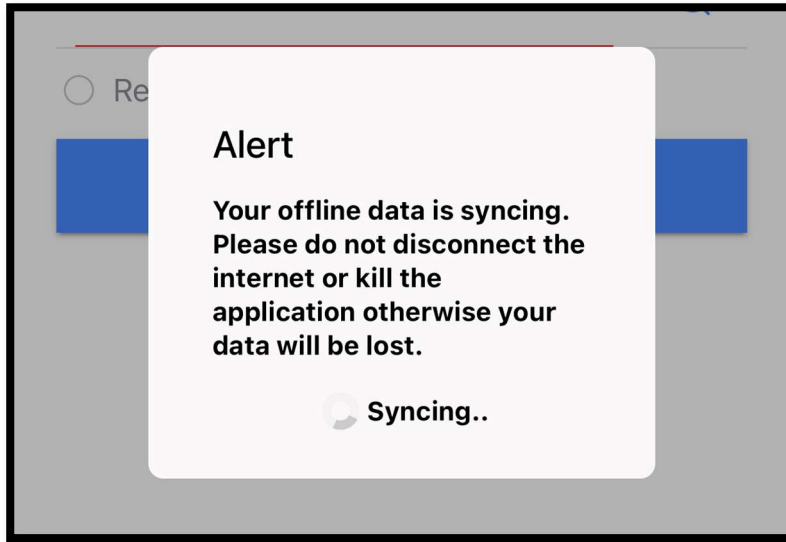 Re
Alert
Your offline data is syncing.
Please do not disconnect the
internet or kill the
application otherwise your
data will be lost.
Syncing..